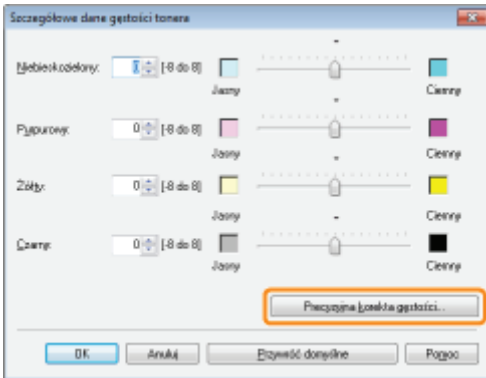 Szczegółowe dane gęstości tonera
Niebieskozielony: 0 [-8 do 8]
Jasny Ciemny
Purpurowy: 0 [-8 do 8]
Jasny Ciemny
Żółty: 0 [-8 do 8]
Jasny Ciemny
Czarny: 0 [-8 do 8]
Jasny Ciemny
Precyzyjna korekta gęstości...
OK Anuluj Przywróć domyślne Pomoc